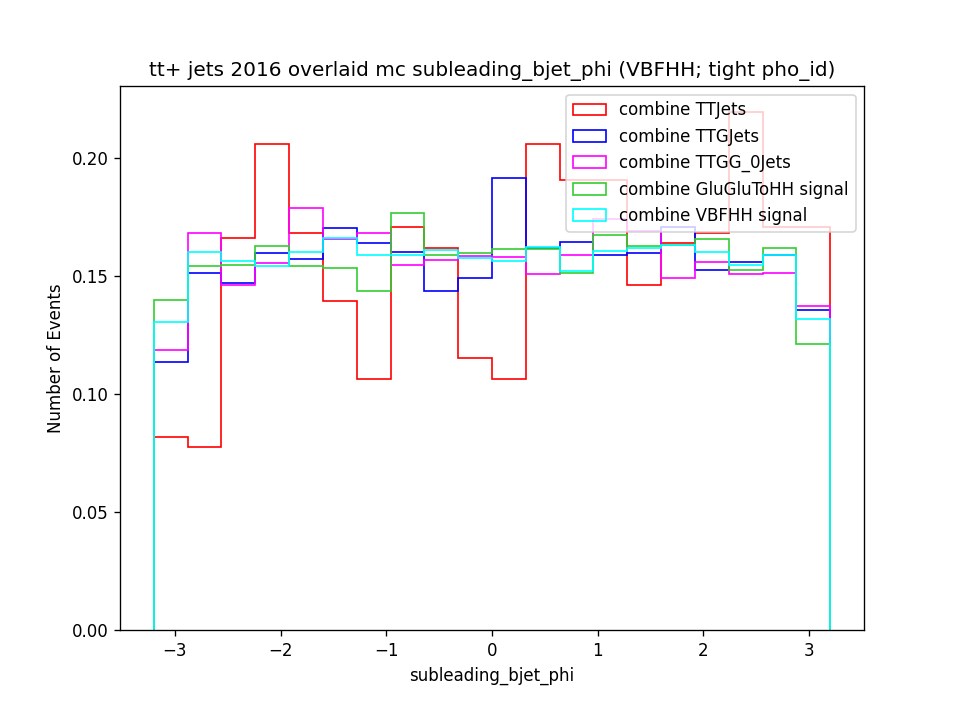 tt+ jets 2016 overlaid mc subleading_bjet_phi (VBFHH; tight pho_id)
combine TTJets
combine TTGJets
combine TTGG_0Jets
combine GluGluToHH signal
combine VBFHH signal
Number of Events
0.20
0.15
0.10
0.05
0.00
−3 −2 −1 0 1 2 3
subleading_bjet_phi